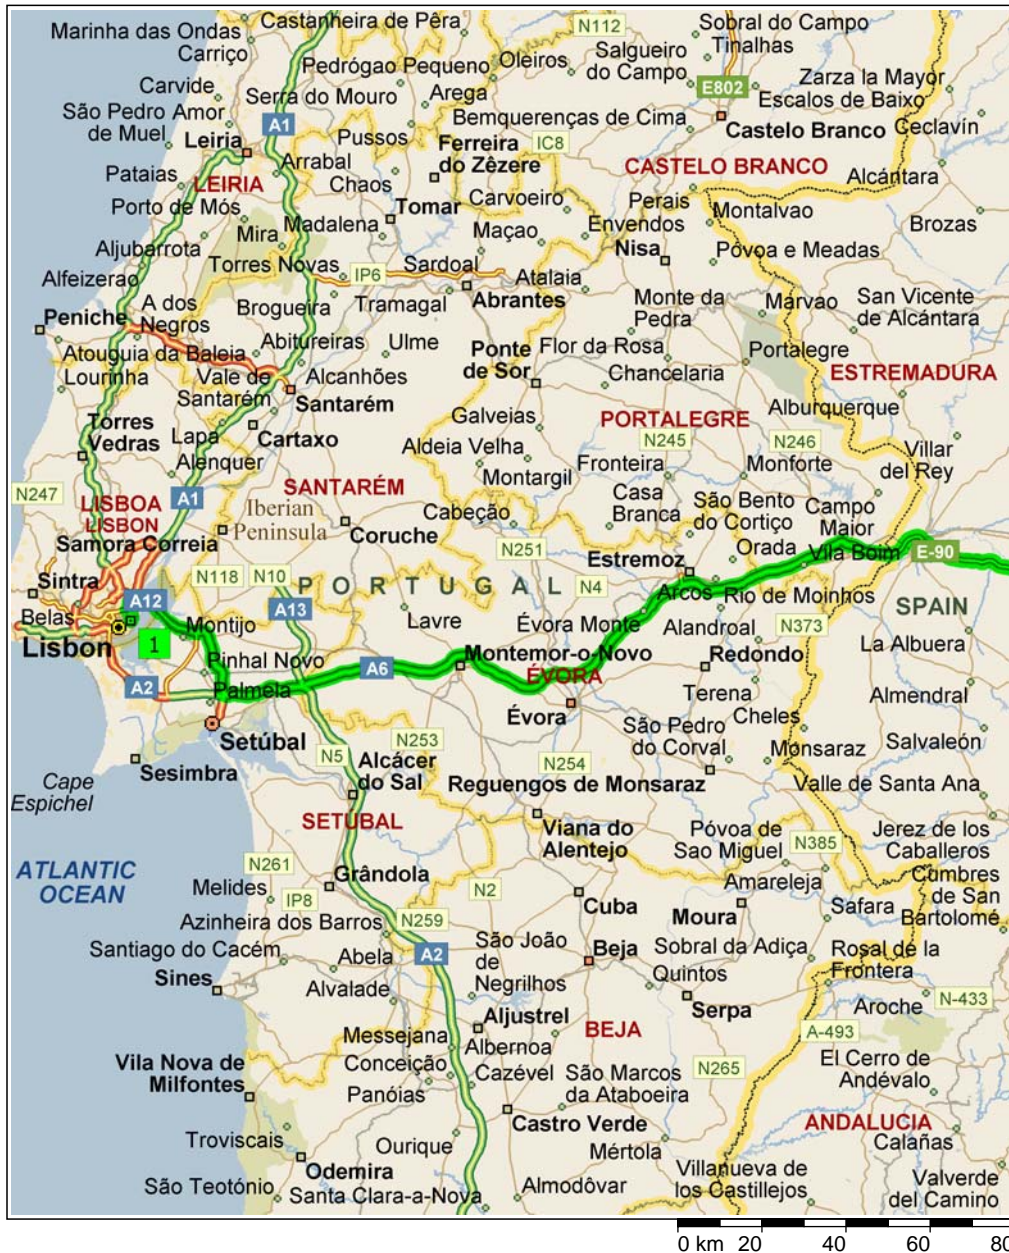 Marinha das Ondas
Castanheira de Pêra
N112
Sobral do Campo
Tinalhas
Carriço
Pedrógao Pequeno
Oleiros
Salgueiro
do Campo
Carvide
Serra do Mouro
Arega
E802
Zarza la Mayor
Escalos de Baixo
São Pedro
de Muel
Amor
A1
Pussos
Bemquerenças de Cima
Castelo Branco
Ceclavín
Leiria
Arrabal
Ferreira
do Zêzere
IC8
CASTELO BRANCO
Pataias
LEIRIA
Chaos
Alcántara
Porto de Mós
Madalena
Tomar
Carvoeiro
Perais
Montalvao
Brozas
Aljubarrota
Mira
Maçao
Envendos
Nisa
Póvoa e Meadas
Alfeizerao
Torres Novas
IP6
Sardoal
Atalaia
A dos
Negros
Brogueira
Tramagal
Abrantes
Monte da
Pedra
Marvao
San Vicente
de Alcántara
Peniche
Atouguia da Baleia
Abitureiras
Ulme
Ponte
de Sor
Flor da Rosa
Portalegre
Lourinha
Vale de
Santarém
Alcanhões
Chancelaria
ESTREMADURA
Santarém
Alburquerque
Torres
Vedras
Lapa
Cartaxo
Galveias
PORTALEGRE
Alenquer
Aldeia Velha
N245
N246
Villar
del Rey
Montargil
Fronteira
Monforte
N247
A1
SANTARÉM
LISBOA
LISBON
Iberian
Peninsula
Cabeção
Casa
Branca
São Bento
do Cortiço
Campo
Maior
Samora Correia
Coruche
N251
Estremoz
Orada
Vila Boim
E-90
Sintra
N118
N10
PORTUGAL
N4
A12
A13
Arcos
Rio de Moinhos
SPAIN
Belas
Montijo
Lavre
Évora Monte
Alandroal
N373
Lisbon
1
La Albuera
Pinhal Novo
A6
Montemor-o-Novo
Redondo
A2
Palmela
ÉVORA
Terena
Almendral
Évora
São Pedro
do Corval
Cheles
Setúbal
N5
N253
Monsaraz
Salvaleón
Sesimbra
Alcácer
do Sal
N254
Cape
Espichel
Reguengos de Monsaraz
Valle de Santa Ana
SETÚBAL
Viana do
Alentejo
Póvoa de
Sao Miguel
N385
Jerez de los
Caballeros
ATLANTIC
OCEAN
N261
Grândola
Melides
N2
Amareleja
Cumbres
de San
Bartolomé
IP8
Cuba
Moura
Safara
Azinheira dos Barros
N259
Santiago do Cacém
A2
São João
de
Negrilhos
Beja
Sobral da Adiça
Rosal de la
Frontera
Abela
Sines
Quintos
Alvalade
Serpa
N-433
Aroche
Aljustrel
BEJA
A-493
Messejana
Albernoa
Vila Nova de
Milfontes
Conceição
El Cerro de
Andévalo
Cazével
São Marcos
da Ataboeira
N265
Panóias
Castro Verde
ANDALUCIA
Troviscais
Ourique
Calañas
Mértola
Odemira
Villanueva de
los Castillejos
São Teotónio
Santa Clara-a-Nova
Almodôvar
Valverde
del Camino
0 km 20 40 60 80